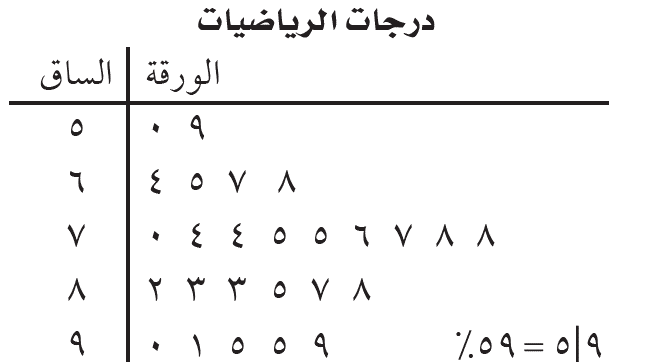 درجات الرياضيات
الساق الورقة
٥ ٠ ٩
٦ ٤ ٥ ٧ ٨
٧ ٠ ٤ ٤ ٥ ٥ ٦ ٧ ٨ ٨
٨ ٢ ٣ ٣ ٥ ٧ ٨
٩ ٠ ١ ٥ ٥ ٩
٥|٩ = ٥٩٪